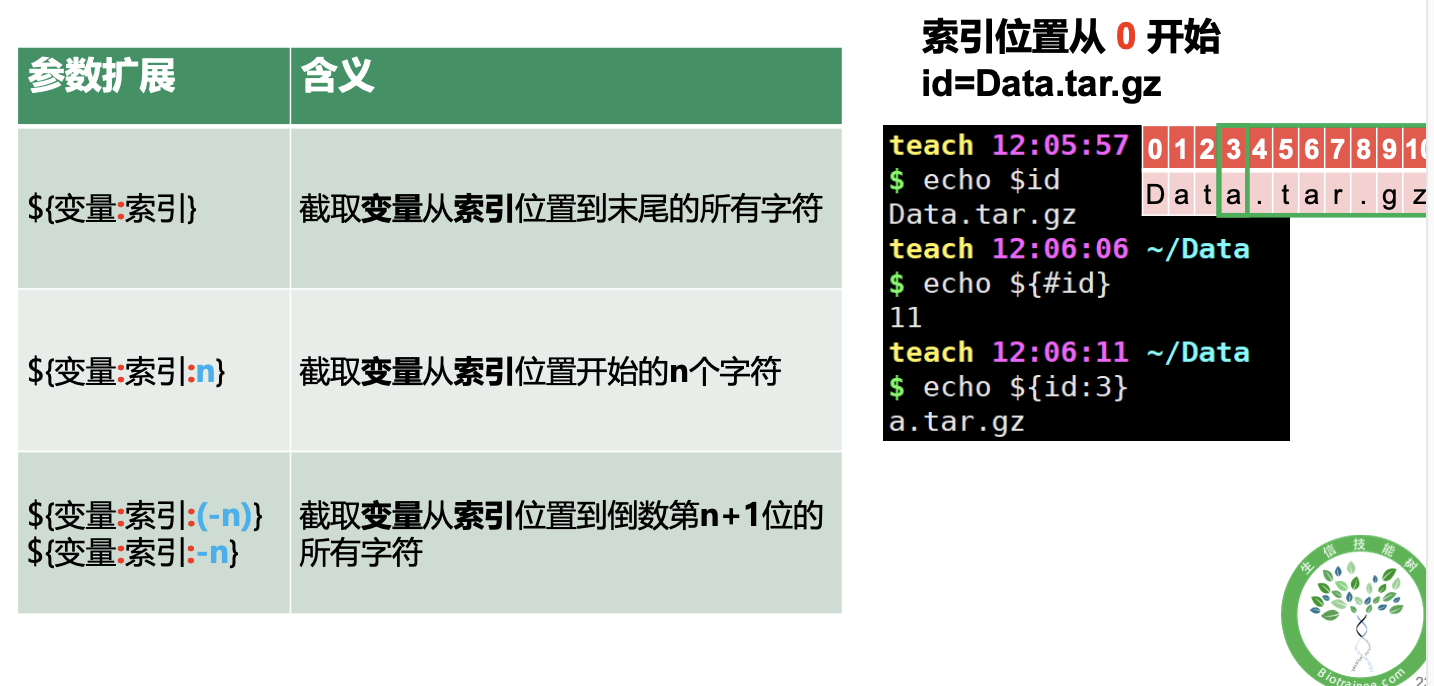 参数扩展 含义
${变量:索引} 截取变量从索引位置到末尾的所有字符
${变量:索引:n} 截取变量从索引位置开始的n个字符
${变量:索引:(-n)}
${变量:索引:-n}
截取变量从索引位置到倒数第n+1位的
所有字符
索引位置从 0 开始
id=Data.tar.gz
teach 12:05:57
$ echo $id
Data.tar.gz
teach 12:06:06 ~/Data
$ echo ${#id}
11
teach 12:06:11 ~/Data
$ echo ${id:3}
a.tar.gz
0 1 2 3 4 5 6 7 8 9 10
D a t a . t a r . g z
生信技能树
Biotrainee.com